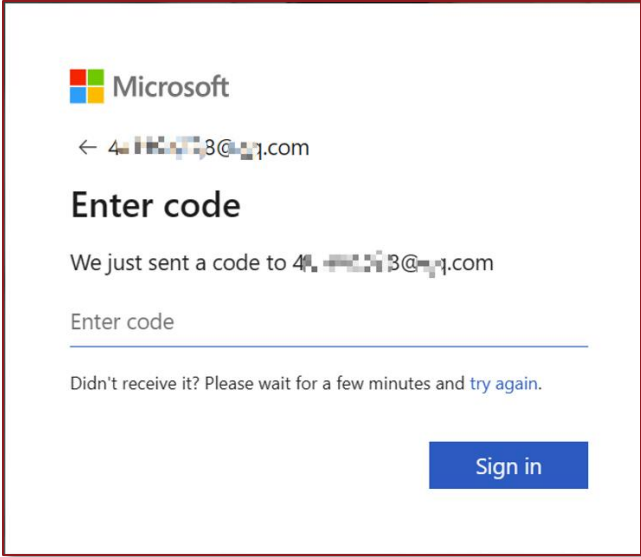 Microsoft
Enter code
We just sent a code to
Enter code
Didn't receive it? Please wait for a few minutes and try again.
Sign in